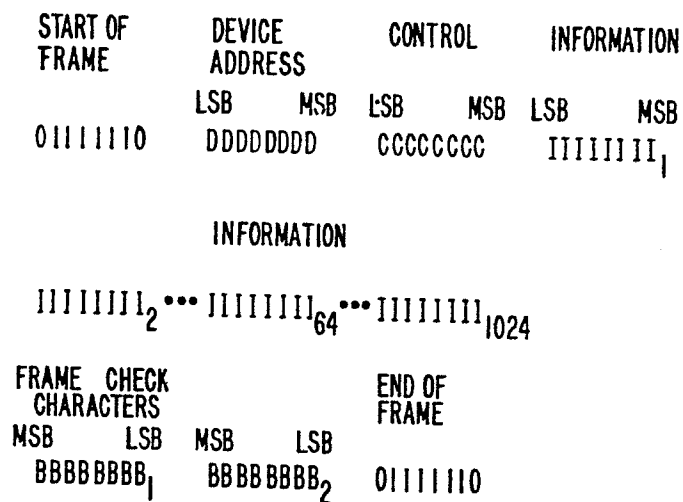 START OF FRAME DEVICE ADDRESS CONTROL INFORMATION
LSB MSB LSB MSB LSB MSB
01111110 DDDDDDDD CCCCCCCC IIIIIIII1
INFORMATION
IIIIIIII2 ••• IIIIIIII64 ••• IIIIIIII1024
FRAME CHECK CHARACTERS END OF FRAME
MSB LSB MSB LSB
BBBBBBBB1 BBBBBBBB2 01111110